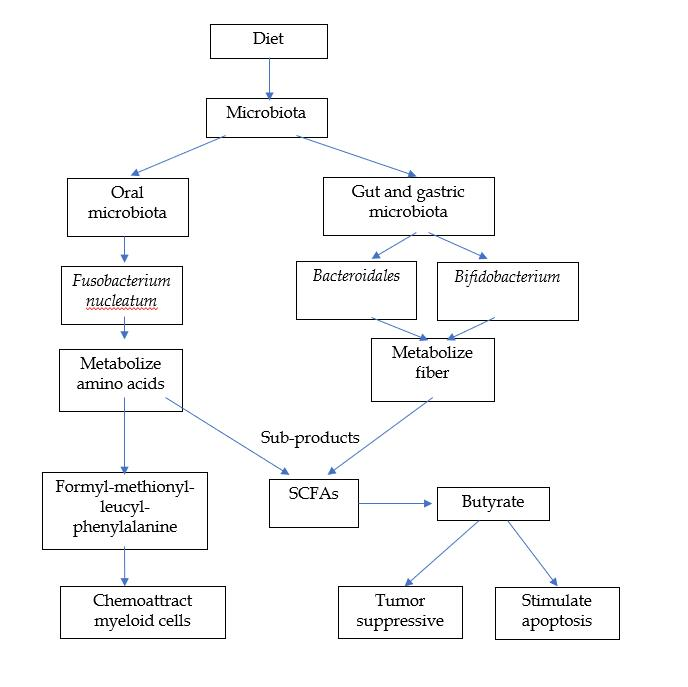 Diet
Microbiota
Oral
microbiota
Gut and gastric
microbiota
Fusobacterium
nucleatum
Bacteroidales
Bifidobacterium
Metabolize
amino acids
Metabolize
fiber
Sub-products
Formyl-methionyl-
leucyl-
phenylalanine
SCFAs
Butyrate
Chemoattract
myeloid cells
Tumor
suppressive
Stimulate
apoptosis